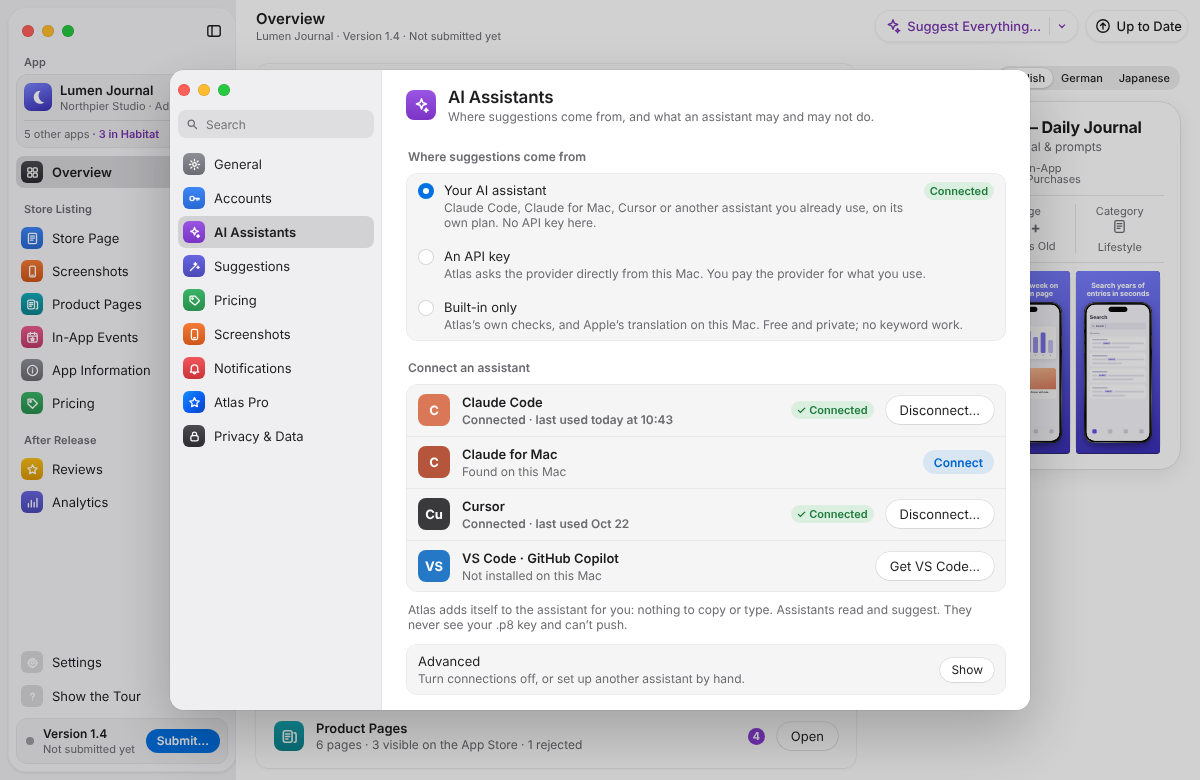 Overview
Lumen Journal · Version 1.4 · Not submitted yet
Suggest Everything...
Up to Date
App
Lumen Journal
Northpier Studio · Ad
5 other apps · 3 in Habitat
Overview
Store Listing
Store Page
Screenshots
Product Pages
In-App Events
App Information
Pricing
After Release
Reviews
Analytics
Settings
?
Show the Tour
Version 1.4
Not submitted yet
Submit...
Search
General
Accounts
AI Assistants
Suggestions
Pricing
Screenshots
Notifications
Atlas Pro
Privacy & Data
AI Assistants
Where suggestions come from, and what an assistant may and may not do.
Where suggestions come from
Your AI assistant
Connected
Claude Code, Claude for Mac, Cursor or another assistant you already use, on its
own plan. No API key here.
An API key
Atlas asks the provider directly from this Mac. You pay the provider for what you use.
Built-in only
Atlas’s own checks, and Apple’s translation on this Mac. Free and private; no keyword work.
Connect an assistant
C
Claude Code
Connected · last used today at 10:43
✓ Connected
Disconnect...
C
Claude for Mac
Found on this Mac
Connect
Cu
Cursor
Connected · last used Oct 22
✓ Connected
Disconnect...
VS
VS Code · GitHub Copilot
Not installed on this Mac
Get VS Code...
Atlas adds itself to the assistant for you: nothing to copy or type. Assistants read and suggest. They
never see your .p8 key and can’t push.
Advanced
Turn connections off, or set up another assistant by hand.
Show
lish
German
Japanese
— Daily Journal
al & prompts
n-App
Purchases
ge
+
s Old
Category
Lifestyle
week on
page
Search years of
entries in seconds
Search
Product Pages
6 pages · 3 visible on the App Store · 1 rejected
4
Open